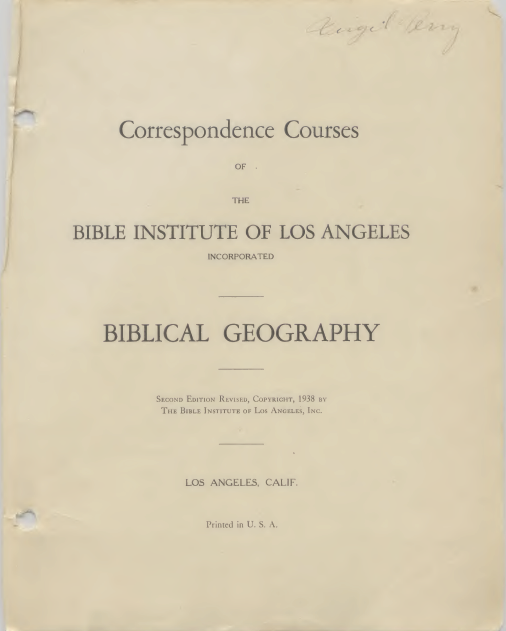 Virgil Perry
Correspondence Courses
OF
THE
BIBLE INSTITUTE OF LOS ANGELES
INCORPORATED
BIBLICAL GEOGRAPHY
SECOND EDITION REVISED, COPYRIGHT, 1938 BY
THE BIBLE INSTITUTE OF LOS ANGELES, INC.
LOS ANGELES, CALIF.
Printed in U. S. A.